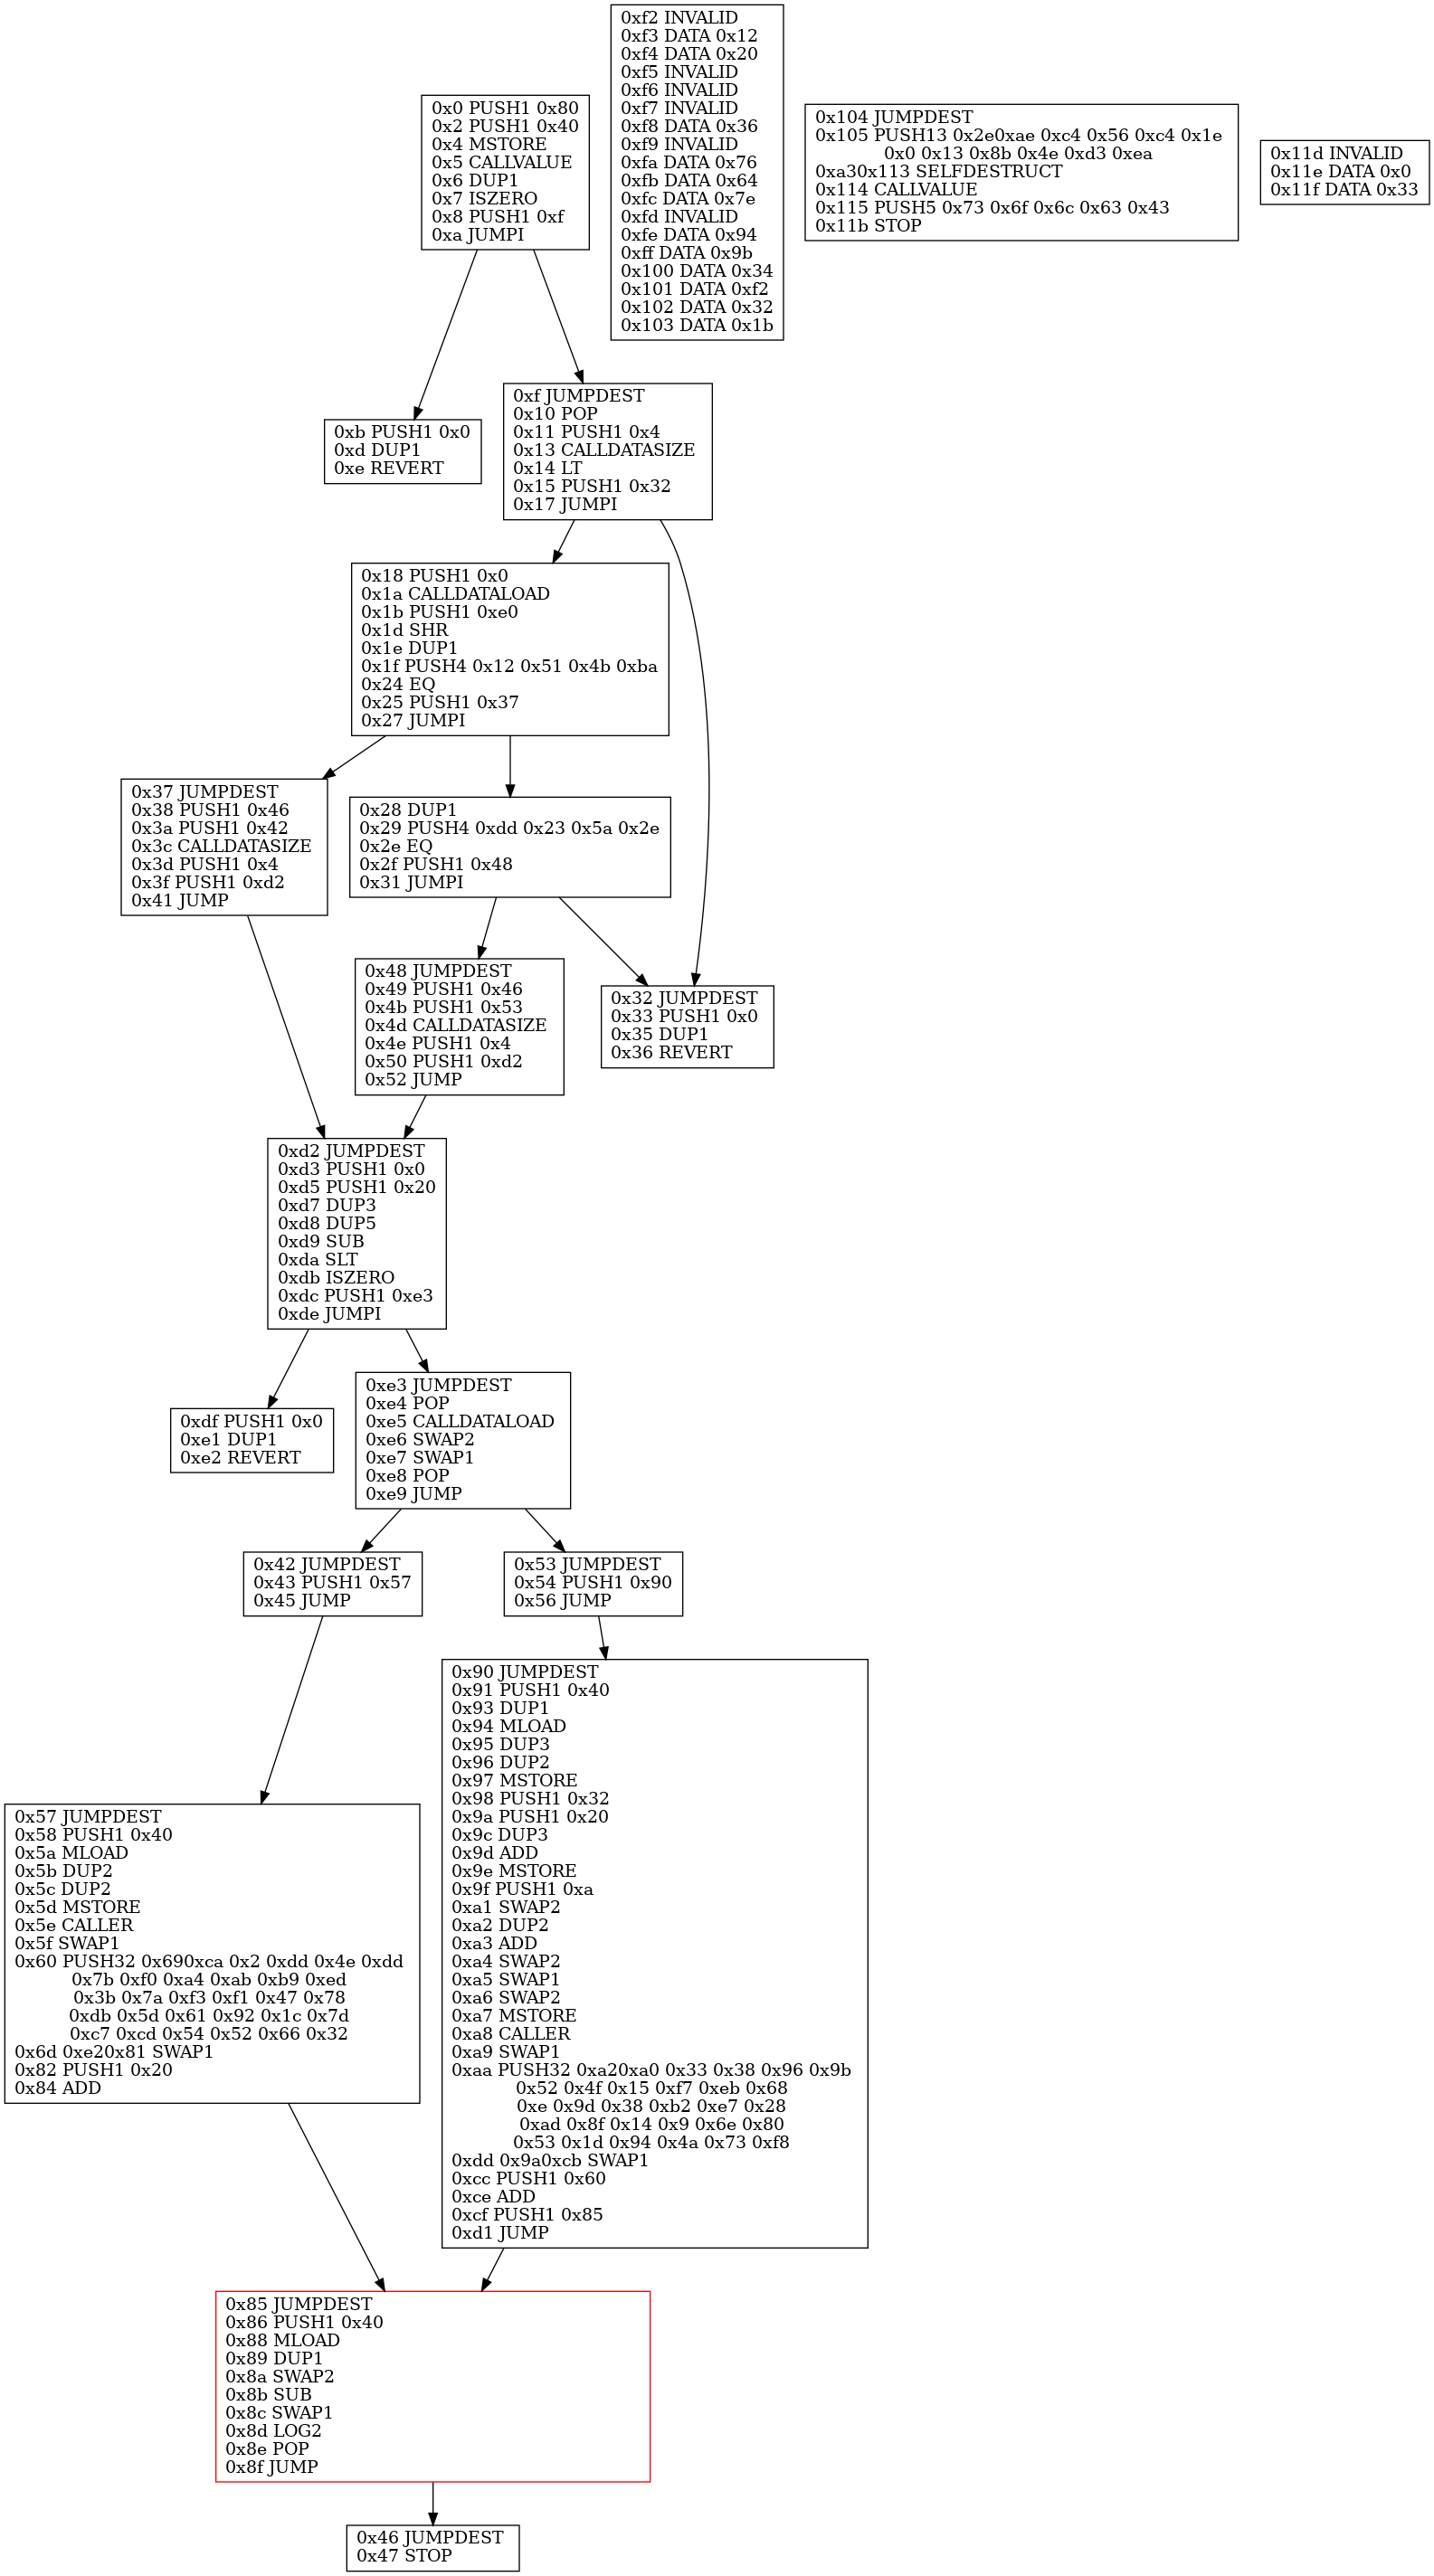 0x0 PUSH1 0x80
0x2 PUSH1 0x40
0x4 MSTORE
0x5 CALLVALUE
0x6 DUP1
0x7 ISZERO
0x8 PUSH1 0xf
0xa JUMPI
0xf2 INVALID
0xf3 DATA 0x12
0xf4 DATA 0x20
0xf5 INVALID
0xf6 INVALID
0xf7 INVALID
0xf8 DATA 0x36
0xf9 INVALID
0xfa DATA 0x76
0xfb DATA 0x64
0xfc DATA 0x7e
0xfd INVALID
0xfe DATA 0x94
0xff DATA 0x9b
0x100 DATA 0x34
0x101 DATA 0xf2
0x102 DATA 0x32
0x103 DATA 0x1b
0x104 JUMPDEST
0x105 PUSH13 0x2e0xae 0xc4 0x56 0xc4 0x1e
0x0 0x13 0x8b 0x4e 0xd3 0xea
0xa30x113 SELFDESTRUCT
0x114 CALLVALUE
0x115 PUSH5 0x73 0x6f 0x6c 0x63 0x43
0x11b STOP
0x11d INVALID
0x11e DATA 0x0
0x11f DATA 0x33
0xb PUSH1 0x0
0xd DUP1
0xe REVERT
0xf JUMPDEST
0x10 POP
0x11 PUSH1 0x4
0x13 CALLDATASIZE
0x14 LT
0x15 PUSH1 0x32
0x17 JUMPI
0x18 PUSH1 0x0
0x1a CALLDATALOAD
0x1b PUSH1 0xe0
0x1d SHR
0x1e DUP1
0x1f PUSH4 0x12 0x51 0x4b 0xba
0x24 EQ
0x25 PUSH1 0x37
0x27 JUMPI
0x37 JUMPDEST
0x38 PUSH1 0x46
0x3a PUSH1 0x42
0x3c CALLDATASIZE
0x3d PUSH1 0x4
0x3f PUSH1 0xd2
0x41 JUMP
0x28 DUP1
0x29 PUSH4 0xdd 0x23 0x5a 0x2e
0x2e EQ
0x2f PUSH1 0x48
0x31 JUMPI
0x48 JUMPDEST
0x49 PUSH1 0x46
0x4b PUSH1 0x53
0x4d CALLDATASIZE
0x4e PUSH1 0x4
0x50 PUSH1 0xd2
0x52 JUMP
0x32 JUMPDEST
0x33 PUSH1 0x0
0x35 DUP1
0x36 REVERT
0xd2 JUMPDEST
0xd3 PUSH1 0x0
0xd5 PUSH1 0x20
0xd7 DUP3
0xd8 DUP5
0xd9 SUB
0xda SLT
0xdb ISZERO
0xdc PUSH1 0xe3
0xde JUMPI
0xdf PUSH1 0x0
0xe1 DUP1
0xe2 REVERT
0xe3 JUMPDEST
0xe4 POP
0xe5 CALLDATALOAD
0xe6 SWAP2
0xe7 SWAP1
0xe8 POP
0xe9 JUMP
0x42 JUMPDEST
0x43 PUSH1 0x57
0x45 JUMP
0x53 JUMPDEST
0x54 PUSH1 0x90
0x56 JUMP
0x57 JUMPDEST
0x58 PUSH1 0x40
0x5a MLOAD
0x5b DUP2
0x5c DUP2
0x5d MSTORE
0x5e CALLER
0x5f SWAP1
0x60 PUSH32 0x690xca 0x2 0xdd 0x4e 0xdd
0x7b 0xf0 0xa4 0xab 0xb9 0xed
0x3b 0x7a 0xf3 0xf1 0x47 0x78
0xdb 0x5d 0x61 0x92 0x1c 0x7d
0xc7 0xcd 0x54 0x52 0x66 0x32
0x6d 0xe20x81 SWAP1
0x82 PUSH1 0x20
0x84 ADD
0x90 JUMPDEST
0x91 PUSH1 0x40
0x93 DUP1
0x94 MLOAD
0x95 DUP3
0x96 DUP2
0x97 MSTORE
0x98 PUSH1 0x32
0x9a PUSH1 0x20
0x9c DUP3
0x9d ADD
0x9e MSTORE
0x9f PUSH1 0xa
0xa1 SWAP2
0xa2 DUP2
0xa3 ADD
0xa4 SWAP2
0xa5 SWAP1
0xa6 SWAP2
0xa7 MSTORE
0xa8 CALLER
0xa9 SWAP1
0xaa PUSH32 0xa20xa0 0x33 0x38 0x96 0x9b
0x52 0x4f 0x15 0xf7 0xeb 0x68
0xe 0x9d 0x38 0xb2 0xe7 0x28
0xad 0x8f 0x14 0x9 0x6e 0x80
0x53 0x1d 0x94 0x4a 0x73 0xf8
0xdd 0x9a0xcb SWAP1
0xcc PUSH1 0x60
0xce ADD
0xcf PUSH1 0x85
0xd1 JUMP
0x85 JUMPDEST
0x86 PUSH1 0x40
0x88 MLOAD
0x89 DUP1
0x8a SWAP2
0x8b SUB
0x8c SWAP1
0x8d LOG2
0x8e POP
0x8f JUMP
0x46 JUMPDEST
0x47 STOP